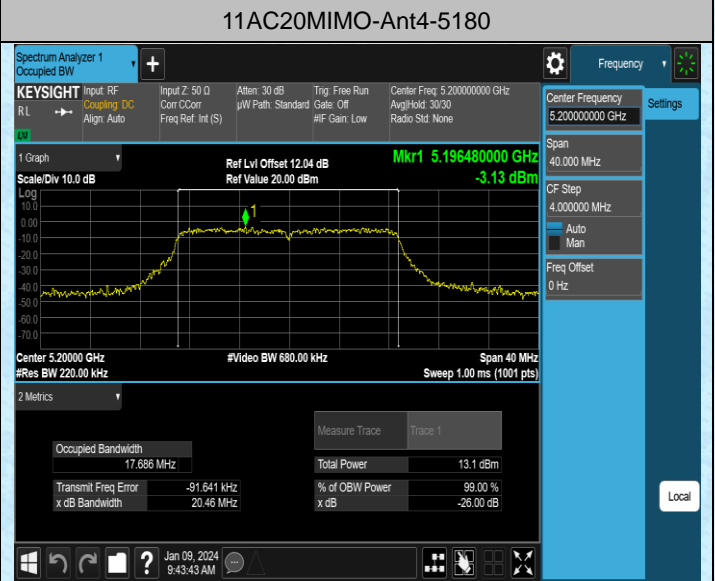 11AC20MIMO-Ant4-5180
Spectrum Analyzer 1
Occupied BW
Frequency
KEYSIGHT
RL
Input: RF
Coupling: DC
Align: Auto
Input Z: 50 Ω
Corr CCorr
Freq Ref: Int (S)
Atten: 30 dB
µW Path: Standard
Trig: Free Run
Gate: Off
#IF Gain: Low
Center Freq: 5.200000000 GHz
Avg|Hold: 30/30
Radio Std: None
Center Frequency
5.200000000 GHz
Settings
Span
40.000 MHz
CF Step
4.000000 MHz
Auto
Man
Freq Offset
0 Hz
1 Graph
Ref Lvl Offset 12.04 dB
Mkr1 5.196480000 GHz
Scale/Div 10.0 dB
Ref Value 20.00 dBm
-3.13 dBm
Log
10.0
0.00
-10.0
-20.0
-30.0
-40.0
-50.0
-60.0
-70.0
1
Center 5.20000 GHz
#Video BW 680.00 kHz
Span 40 MHz
#Res BW 220.00 kHz
Sweep 1.00 ms (1001 pts)
2 Metrics
Measure Trace
Trace 1
Occupied Bandwidth
17.686 MHz
Total Power
13.1 dBm
Transmit Freq Error
-91.641 kHz
% of OBW Power
99.00 %
x dB Bandwidth
20.46 MHz
x dB
-26.00 dB
Local
Jan 09, 2024
9:43:43 AM